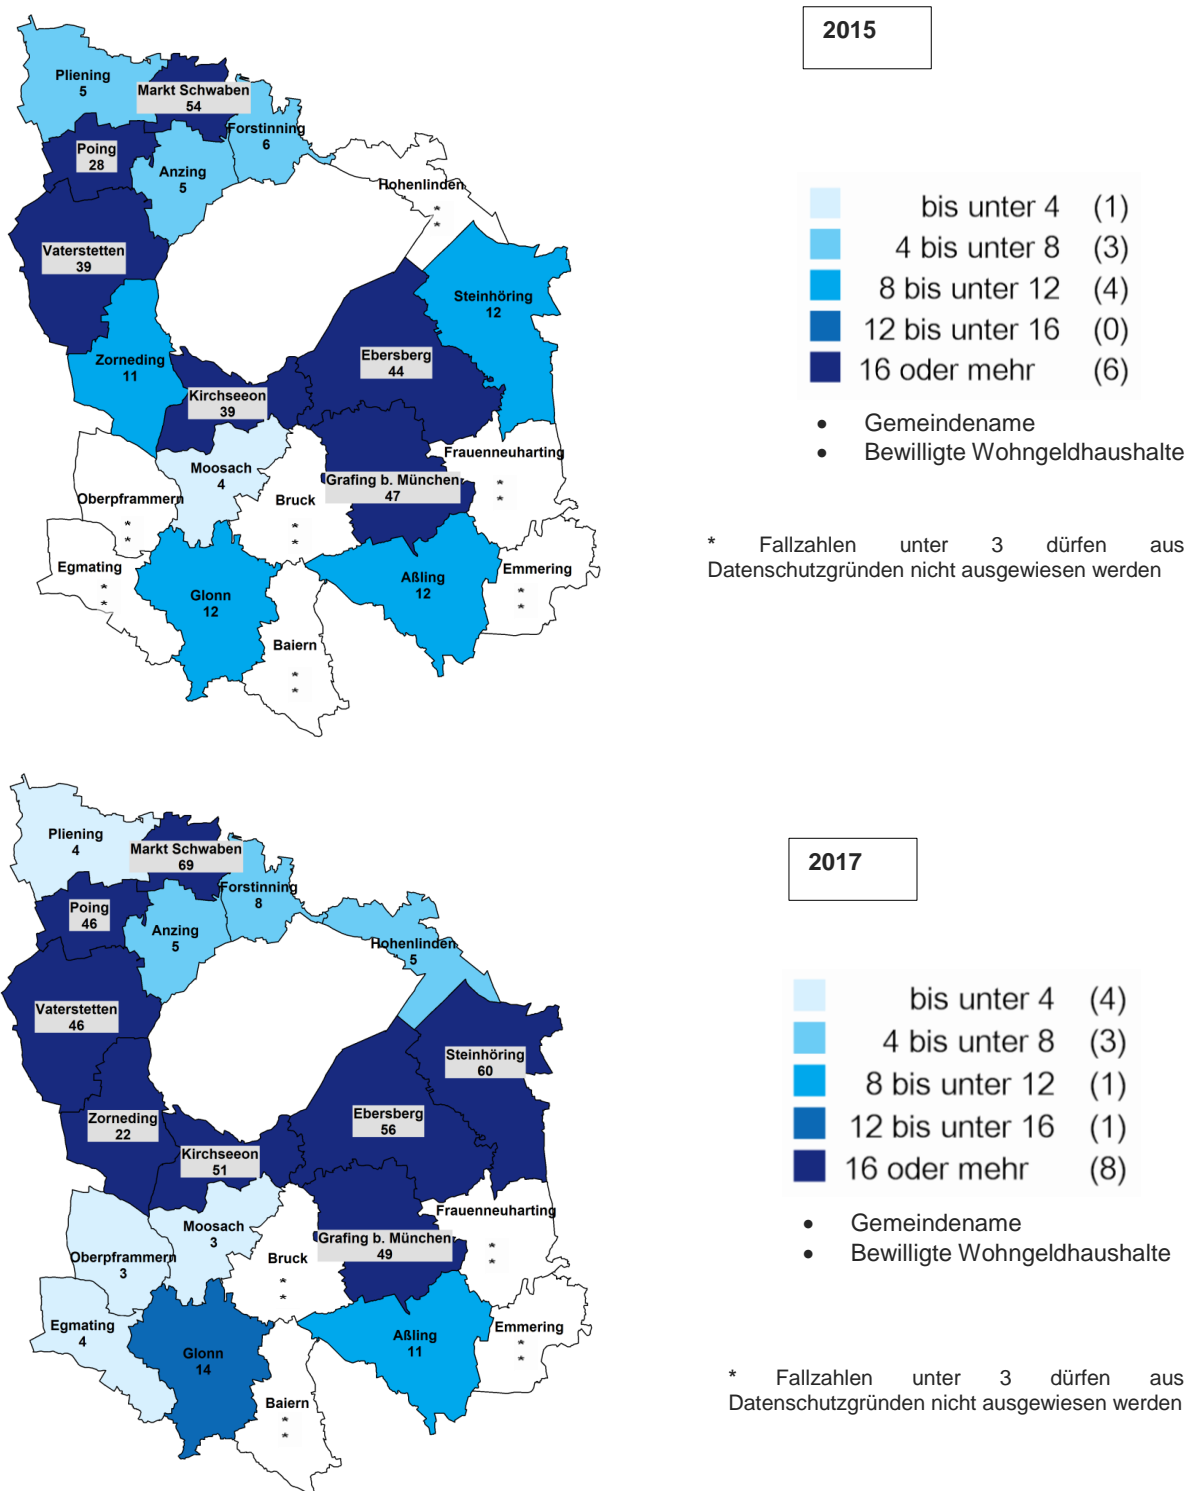 2015
Pliening
5
Markt Schwaben
54
Forstinning
6
Poing
28
Anzing
5
Hohenlinden
*
*
Vaterstetten
39
Steinhöring
12
Zorneding
11
Ebersberg
44
Kirchseeon
39
Frauenneuharting
*
*
Moosach
4
Grafing b. München
47
Oberpframmern
*
*
Bruck
*
*
Egmating
*
*
Glonn
12
Aßling
12
Emmering
*
*
Baiern
*
*
bis unter 4 (1)
4 bis unter 8 (3)
8 bis unter 12 (4)
12 bis unter 16 (0)
16 oder mehr (6)
• Gemeindename
• Bewilligte Wohngeldhaushalte
* Fallzahlen unter 3 dürfen aus
Datenschutzgründen nicht ausgewiesen werden
2017
Pliening
4
Markt Schwaben
69
Forstinning
8
Poing
46
Anzing
5
Hohenlinden
5
Vaterstetten
46
Steinhöring
60
Zorneding
22
Ebersberg
56
Kirchseeon
51
Frauenneuharting
*
*
Moosach
3
Grafing b. München
49
Oberpframmern
3
Bruck
*
*
Egmating
4
Glonn
14
Aßling
11
Emmering
*
*
Baiern
*
*
bis unter 4 (4)
4 bis unter 8 (3)
8 bis unter 12 (1)
12 bis unter 16 (1)
16 oder mehr (8)
• Gemeindename
• Bewilligte Wohngeldhaushalte
* Fallzahlen unter 3 dürfen aus
Datenschutzgründen nicht ausgewiesen werden